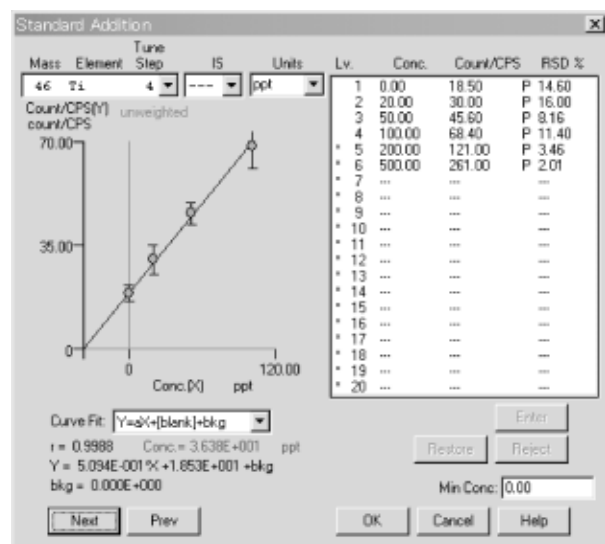 Standard Addition
Mass Element Tune Step IS Units
46 Ti 4 --- ppt
Count/CPS(Y) unweighted
count/CPS
70.00
35.00
0
0 120.00
Conc.(X) ppt
Curve Fit: Y=aX+[blank]+bkg
r = 0.9988 Conc.= 3.638E+001 ppt
Y = 5.094E-001*X +1.853E+001 +bkg
bkg = 0.000E+000
Next Prev
Lv. Conc. Count/CPS RSD %
1 0.00 18.50 P 14.60
2 20.00 30.00 P 16.00
3 50.00 45.60 P 8.16
4 100.00 68.40 P 11.40
* 5 200.00 121.00 P 3.46
* 6 500.00 261.00 P 2.01
* 7 --- --- ---
* 8 --- --- ---
* 9 --- --- ---
* 10 --- --- ---
* 11 --- --- ---
* 12 --- --- ---
* 13 --- --- ---
* 14 --- --- ---
* 15 --- --- ---
* 16 --- --- ---
* 17 --- --- ---
* 18 --- --- ---
* 19 --- --- ---
* 20 --- --- ---
Enter
Restore Reject
Min Conc: 0.00
OK Cancel Help